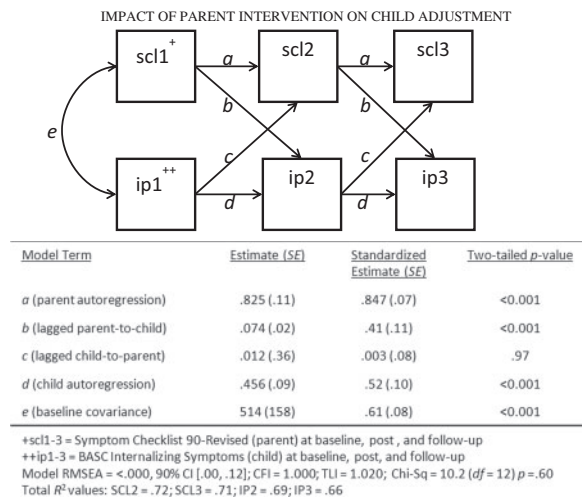 IMPACT OF PARENT INTERVENTION ON CHILD ADJUSTMENT
scl1+ a scl2 a scl3
b b
e
c c
ip1++ d ip2 d ip3
Model Term Estimate (SE) Standardized Estimate (SE) Two-tailed p-value
a (parent autoregression) .825 (.11) .847 (.07) <0.001
b (lagged parent-to-child) .074 (.02) .41 (.11) <0.001
c (lagged child-to-parent) .012 (.36) .003 (.08) .97
d (child autoregression) .456 (.09) .52 (.10) <0.001
e (baseline covariance) 514 (158) .61 (.08) <0.001
+scl1-3 = Symptom Checklist 90-Revised (parent) at baseline, post , and follow-up
++ip1-3 = BASC Internalizing Symptoms (child) at baseline, post, and follow-up
Model RMSEA = <.000, 90% CI [.00, .12]; CFI = 1.000; TLI = 1.020; Chi-Sq = 10.2 (df = 12) p =.60
Total R² values: SCL2 = .72; SCL3 = .71; IP2 = .69; IP3 = .66